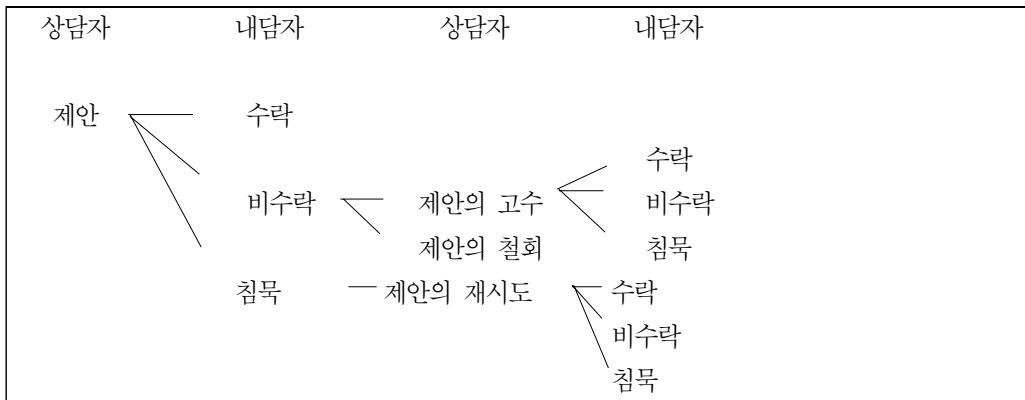 상담자 내담자 상담자 내담자
제안 수락
수락
비수락 제안의 고수 비수락
제안의 철회 침묵
침묵 제안의 재시도 수락
비수락
침묵